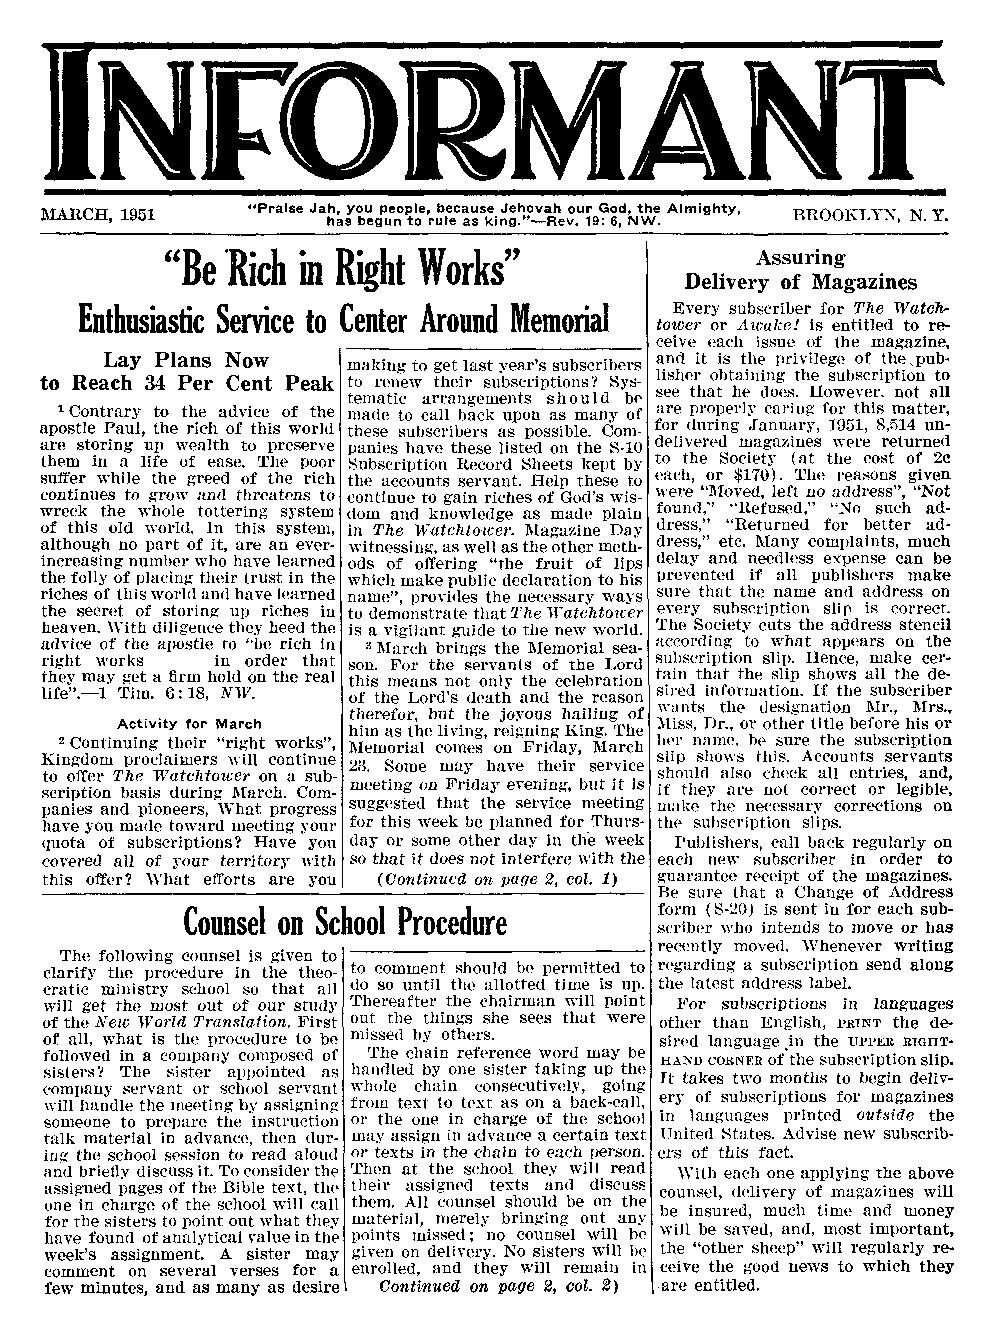 INFORMANT
MARCH, 1951
"Praise Jah, you people, because Jehovah our God, the Almighty,
has begun to rule as king."—Rev. 19:6, NW.
BROOKLYN, N. Y.
"Be Rich in Right Works"
Enthusiastic Service to Center Around Memorial
Lay Plans Now
to Reach 34 Per Cent Peak
1 Contrary to the advice of the
apostle Paul, the rich of this world
are storing up wealth to preserve
them in a life of ease. The poor
suffer while the greed of the rich
continues to grow and threatens to
wreck the whole tottering system
of this old world. In this system,
although no part of it, are an ever-
increasing number who have learned
the folly of placing their trust in the
riches of this world and have learned
the secret of storing up riches in
heaven. With diligence they heed the
advice of the apostle to "be rich in
right works in order that
they may get a firm hold on the real
life".—1 Tim. 6:18, NW.
Activity for March
2 Continuing their "right works",
Kingdom proclaimers will continue
to offer The Watchtower on a sub-
scription basis during March. Com-
panies and pioneers, What progress
have you made toward meeting your
quota of subscriptions? Have you
covered all of your territory with
this offer? What efforts are you
making to get last year's subscribers
to renew their subscriptions? Sys-
tematic arrangements should be
made to call back upon as many of
these subscribers as possible. Com-
panies have these listed on the S-10
Subscription Record Sheets kept by
the accounts servant. Help these to
continue to gain riches of God's wis-
dom and knowledge as made plain
in The Watchtower. Magazine Day
witnessing, as well as the other meth-
ods of offering "the fruit of lips
which make public declaration to his
name", provides the necessary ways
to demonstrate that The Watchtower
is a vigilant guide to the new world.
3 March brings the Memorial sea-
son. For the servants of the Lord
this means not only the celebration
of the Lord's death and the reason
therefor, but the joyous hailing of
him as the living, reigning King. The
Memorial comes on Friday, March
23. Some may have their service
meeting on Friday evening, but it is
suggested that the service meeting
for this week be planned for Thurs-
day or some other day in the week
so that it does not interfere with the
(Continued on page 2, col. 1)
Counsel on School Procedure
The following counsel is given to
clarify the procedure in the theo-
cratic ministry school so that all
will get the most out of our study
of the New World Translation. First
of all, what is the procedure to be
followed in a company composed of
sisters? The sister appointed as
company servant or school servant
will handle the meeting by assigning
someone to prepare the instruction
talk material in advance, then dur-
ing the school session to read aloud
and briefly discuss it. To consider the
assigned pages of the Bible text, the
one in charge of the school will call
for the sisters to point out what they
have found of analytical value in the
week's assignment. A sister may
comment on several verses for a
few minutes, and as many as desire
to comment should be permitted to
do so until the allotted time is up.
Thereafter the chairman will point
out the things she sees that were
missed by others.
The chain reference word may be
handled by one sister taking up the
whole chain consecutively, going
from text to text as on a back-call,
or the one in charge of the school
may assign in advance a certain text
or texts in the chain to each person.
Then at the school they will read
their assigned texts and discuss
them. All counsel should be on the
material, merely bringing out any
points missed; no counsel will be
given on delivery. No sisters will be
enrolled, and they will remain in
Continued on page 2, col. 2)
Assuring
Delivery of Magazines
Every subscriber for The Watch-
tower or Awake! is entitled to re-
ceive each issue of the magazine,
and it is the privilege of the pub-
lisher obtaining the subscription to
see that he does. However, not all
are properly caring for this matter,
for during January, 1951, 8,514 un-
delivered magazines were returned
to the Society (at the cost of 2c
each, or $170). The reasons given
were "Moved, left no address", "Not
found," "Refused," "No such ad-
dress," "Returned for better ad-
dress," etc. Many complaints, much
delay and needless expense can be
prevented if all publishers make
sure that the name and address on
every subscription slip is correct.
The Society cuts the address stencil
according to what appears on the
subscription slip. Hence, make cer-
tain that the slip shows all the de-
sired information. If the subscriber
wants the designation Mr., Mrs.,
Miss, Dr., or other title before his or
her name, be sure the subscription
slip shows this. Accounts servants
should also check all entries, and,
if they are not correct or legible,
make the necessary corrections on
the subscription slips.
Publishers, call back regularly on
each new subscriber in order to
guarantee receipt of the magazines.
Be sure that a Change of Address
form (S-20) is sent in for each sub-
scriber who intends to move or has
recently moved. Whenever writing
regarding a subscription send along
the latest address label.
For subscriptions in languages
other than English, PRINT the de-
sired language in the UPPER RIGHT-
HAND CORNER of the subscription slip.
It takes two months to begin deliv-
ery of subscriptions for magazines
in languages printed outside the
United States. Advise new subscrib-
ers of this fact.
With each one applying the above
counsel, delivery of magazines will
be insured, much time and money
will be saved, and, most important,
the "other sheep" will regularly re-
ceive the good news to which they
are entitled.